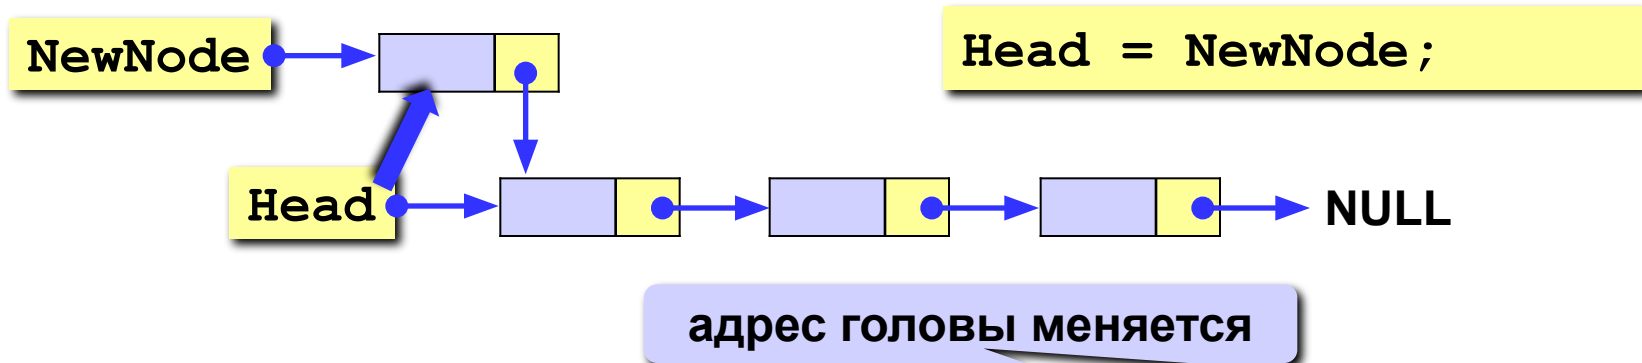 NewNode
Head = NewNode;
Head
NULL
адрес головы меняется